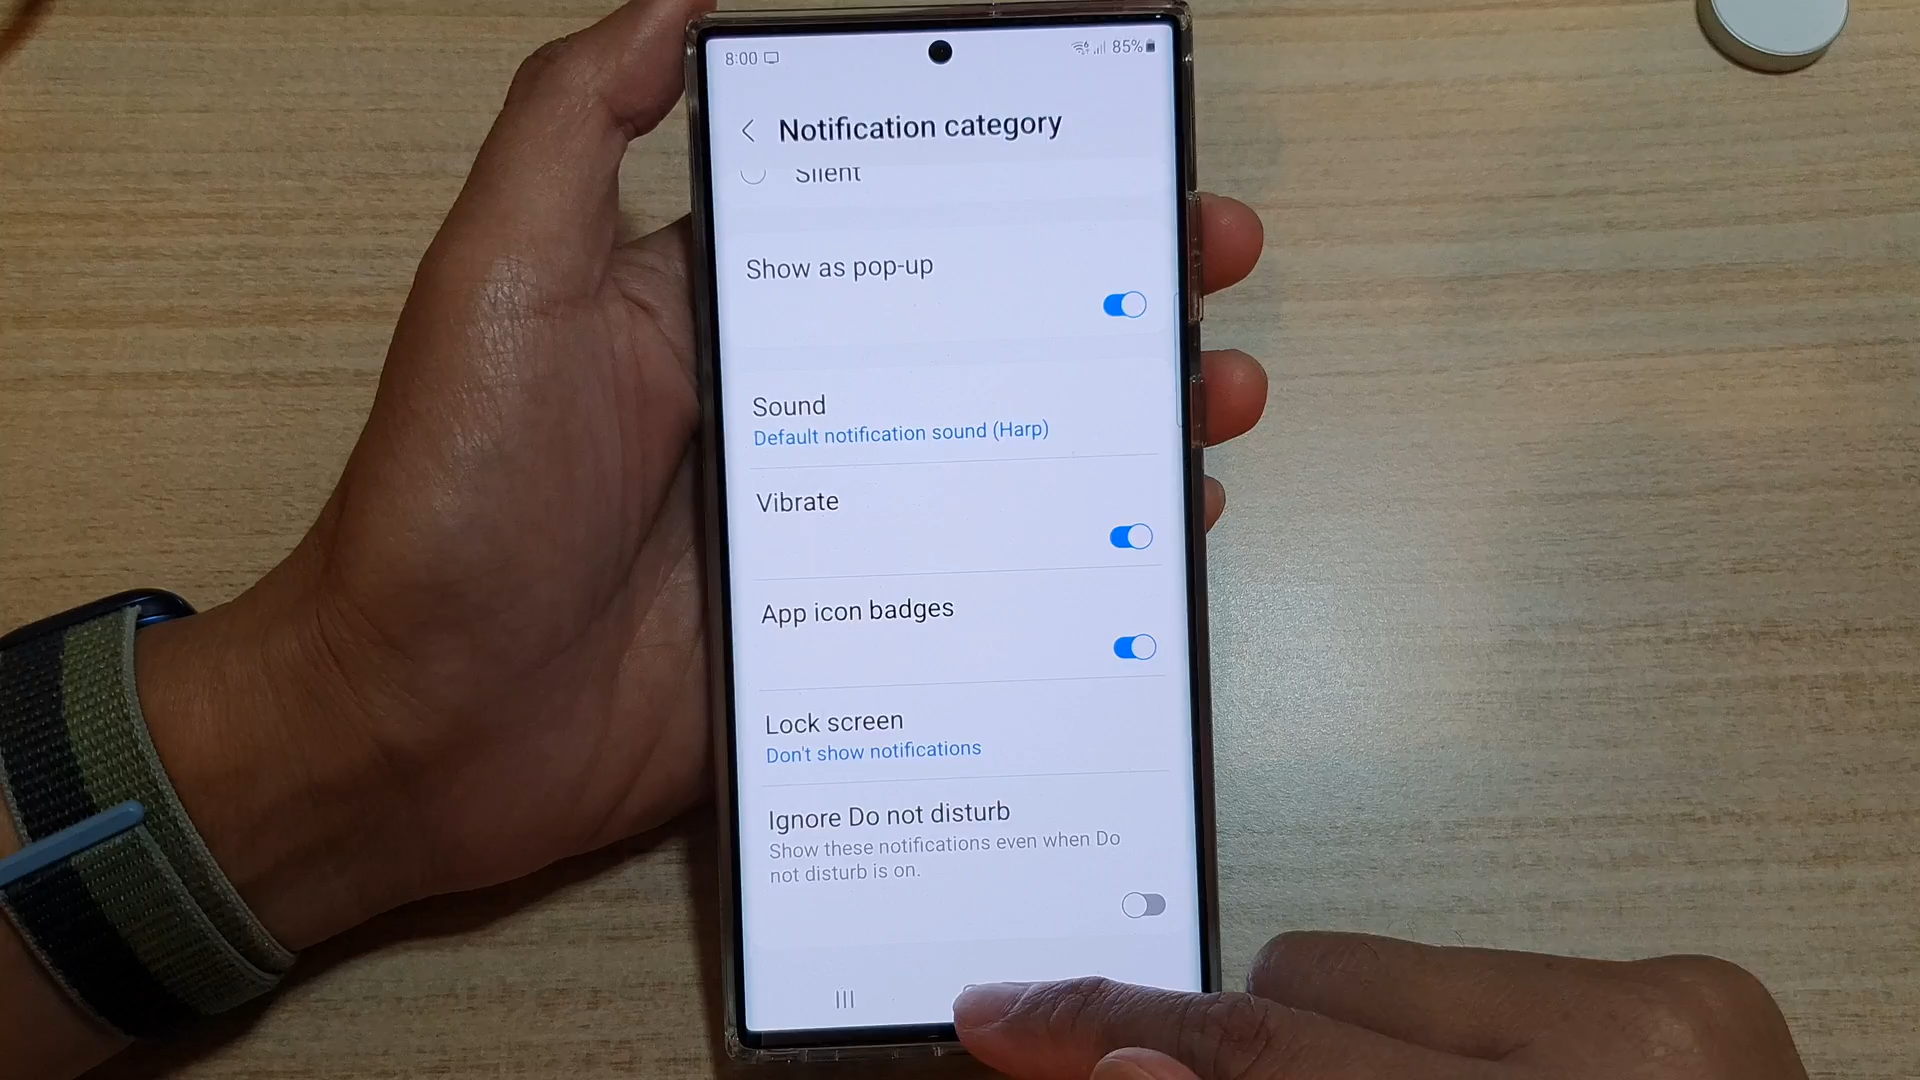 8:00
85%
Notification category
Silent
Show as pop-up
Sound
Default notification sound (Harp)
Vibrate
App icon badges
Lock screen
Don't show notifications
Ignore Do not disturb
Show these notifications even when Do
not disturb is on.